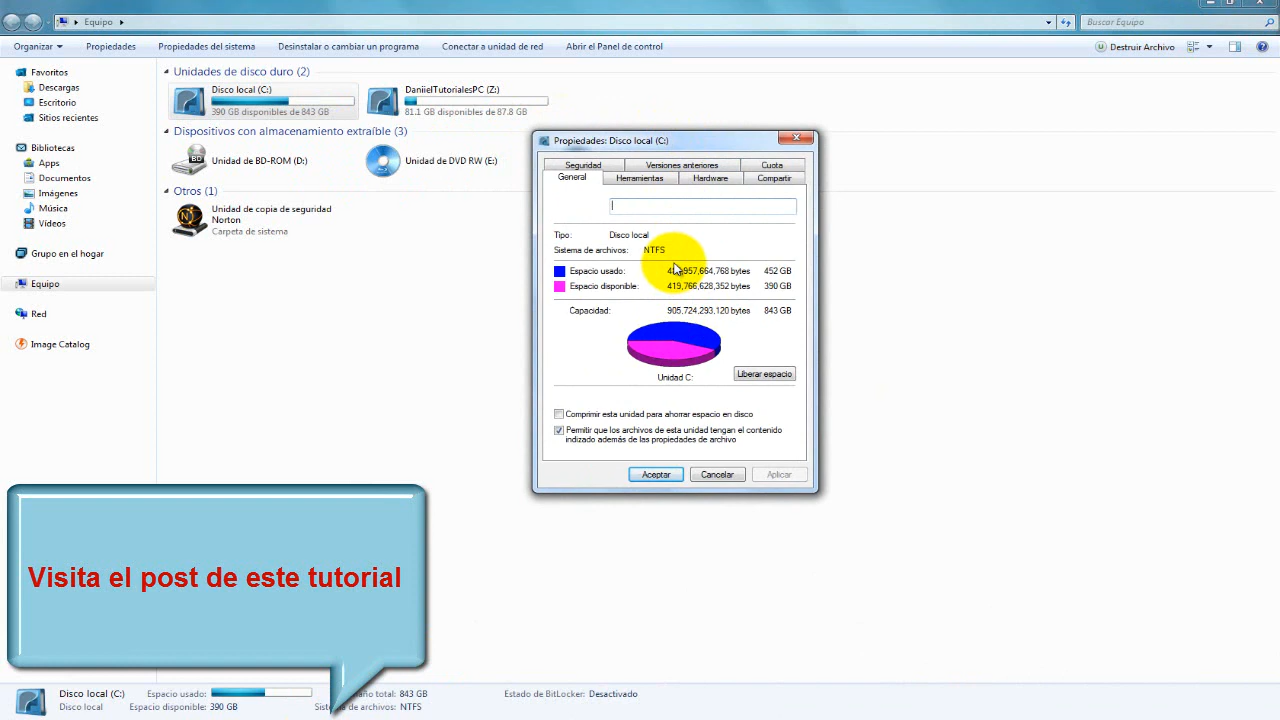 Equipo
Buscar Equipo
Organizar
Propiedades
Propiedades del sistema
Desinstalar o cambiar un programa
Conectar a unidad de red
Abrir el Panel de control
Destruir Archivo
Favoritos
Descargas
Escritorio
Sitios recientes
Bibliotecas
Apps
Documentos
Imágenes
Música
Vídeos
Grupo en el hogar
Equipo
Red
Image Catalog
Unidades de disco duro (2)
Disco local (C:)
390 GB disponibles de 843 GB
DaniielTutorialesPC (Z:)
81.1 GB disponibles de 87.8 GB
Dispositivos con almacenamiento extraíble (3)
BD
Unidad de BD-ROM (D:)
Unidad de DVD RW (E:)
Otros (1)
Unidad de copia de seguridad
Norton
Carpeta de sistema
Propiedades: Disco local (C:)
Seguridad
Versiones anteriores
Cuota
General
Herramientas
Hardware
Compartir
Tipo: Disco local
Sistema de archivos: NTFS
Espacio usado: 957,664,768 bytes 452 GB
Espacio disponible: 419,766,628,352 bytes 390 GB
Capacidad: 905,724,293,120 bytes 843 GB
Unidad C:
Liberar espacio
Comprimir esta unidad para ahorrar espacio en disco
Permitir que los archivos de esta unidad tengan el contenido
indizado además de las propiedades de archivo
Aceptar
Cancelar
Aplicar
Visita el post de este tutorial
Disco local (C:)
Disco local
Espacio usado:
Espacio disponible: 390 GB
total: 843 GB
de archivos: NTFS
Estado de BitLocker: Desactivado